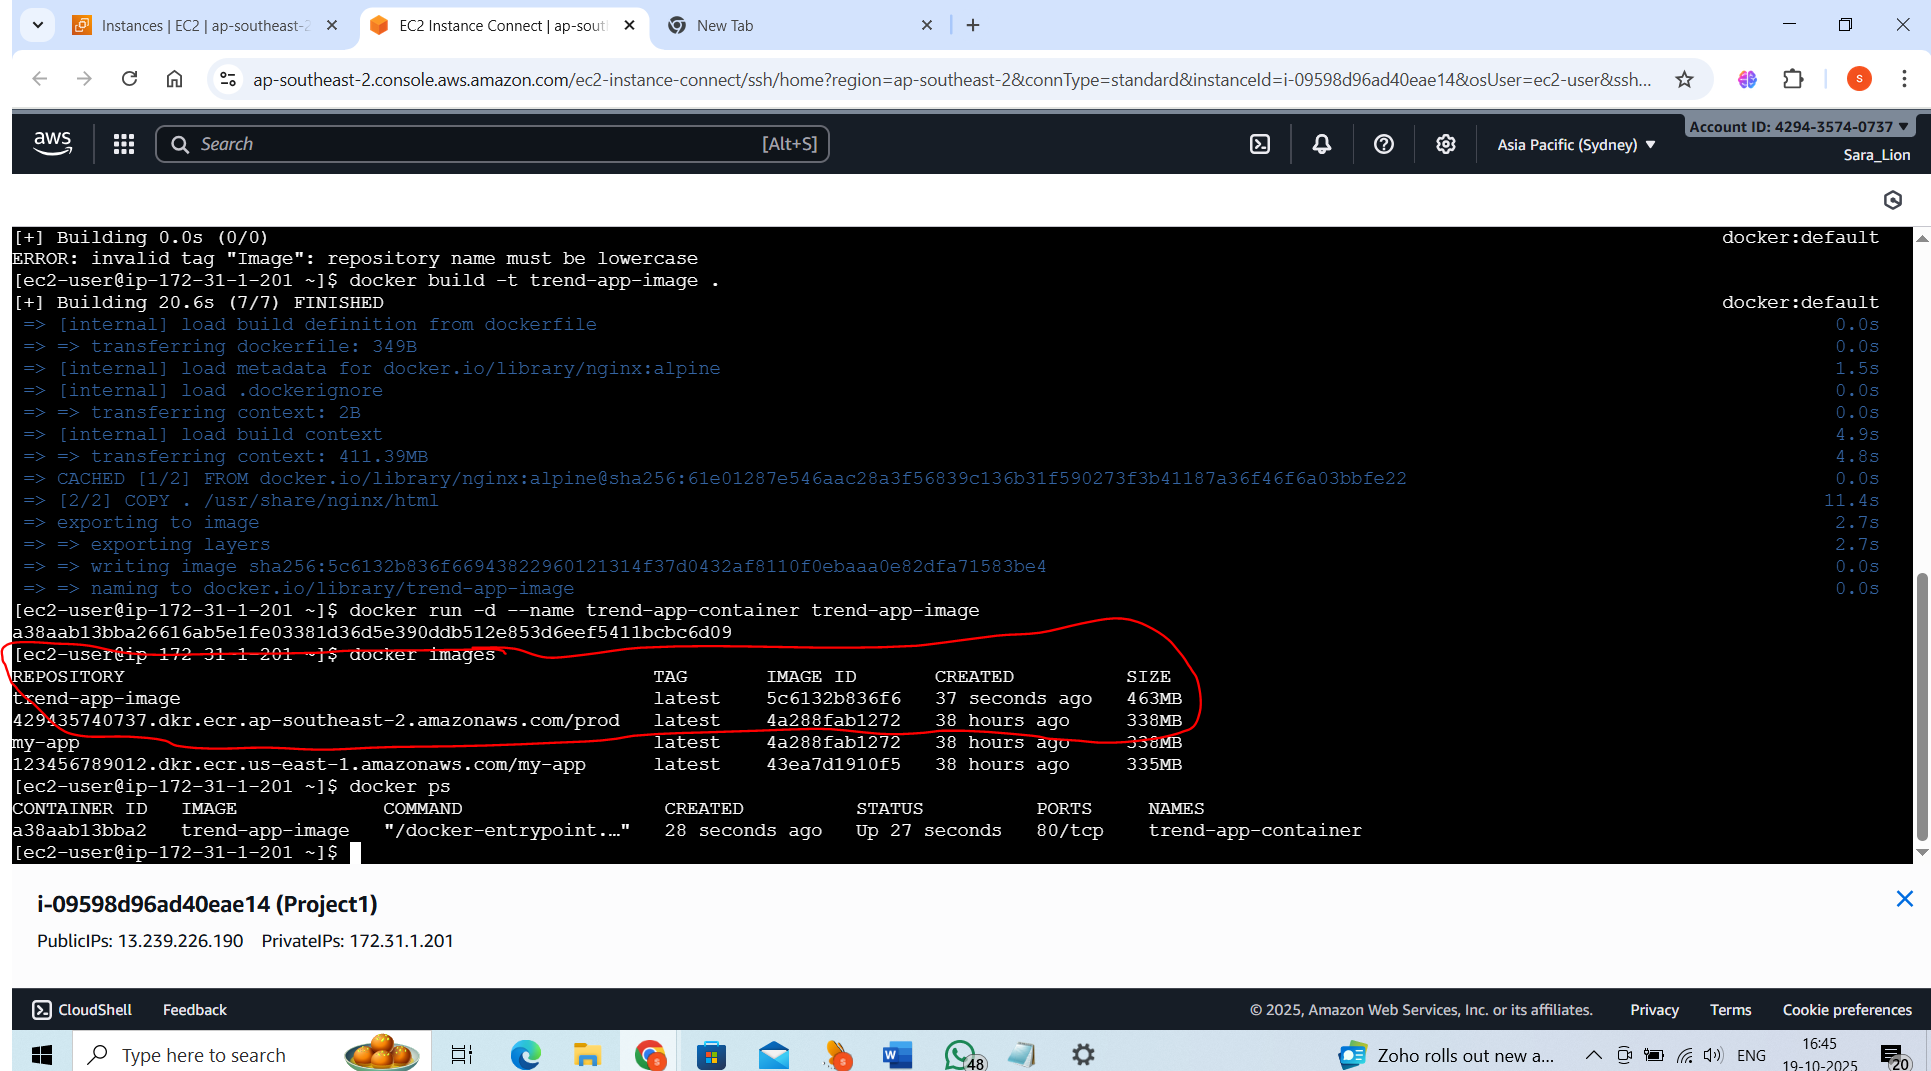 Instances | EC2 | ap-southeast-2
EC2 Instance Connect | ap-sout
New Tab
ap-southeast-2.console.aws.amazon.com/ec2-instance-connect/ssh/home?region=ap-southeast-2&connType=standard&instanceId=i-09598d96ad40eae14&osUser=ec2-user&ssh...
S
aws
Search
[Alt+S]
Asia Pacific (Sydney)
Account ID: 4294-3574-0737
Sara_Lion
[+] Building 0.0s (0/0) docker:default
ERROR: invalid tag "Image": repository name must be lowercase
[ec2-user@ip-172-31-1-201 ~]$ docker build -t trend-app-image .
[+] Building 20.6s (7/7) FINISHED docker:default
=> [internal] load build definition from dockerfile 0.0s
=> => transferring dockerfile: 349B 0.0s
=> [internal] load metadata for docker.io/library/nginx:alpine 1.5s
=> [internal] load .dockerignore 0.0s
=> => transferring context: 2B 0.0s
=> [internal] load build context 4.9s
=> => transferring context: 411.39MB 4.8s
=> CACHED [1/2] FROM docker.io/library/nginx:alpine@sha256:61e01287e546aac28a3f56839c136b31f590273f3b41187a36f46f6a03bbfe22 0.0s
=> [2/2] COPY . /usr/share/nginx/html 11.4s
=> exporting to image 2.7s
=> => exporting layers 2.7s
=> => writing image sha256:5c6132b836f66943822960121314f37d0432af8110f0ebaaa0e82dfa71583be4 0.0s
=> => naming to docker.io/library/trend-app-image 0.0s
[ec2-user@ip-172-31-1-201 ~]$ docker run -d --name trend-app-container trend-app-image
a38aab13bba26616ab5e1fe03381d36d5e390ddb512e853d6eef5411bcbc6d09
[ec2-user@ip-172-31-1-201 ~]$ docker images
REPOSITORY TAG IMAGE ID CREATED SIZE
trend-app-image latest 5c6132b836f6 37 seconds ago 463MB
429435740737.dkr.ecr.ap-southeast-2.amazonaws.com/prod latest 4a288fab1272 38 hours ago 338MB
my-app latest 4a288fab1272 38 hours ago 338MB
123456789012.dkr.ecr.us-east-1.amazonaws.com/my-app latest 43ea7d1910f5 38 hours ago 335MB
[ec2-user@ip-172-31-1-201 ~]$ docker ps
CONTAINER ID IMAGE COMMAND CREATED STATUS PORTS NAMES
a38aab13bba2 trend-app-image "/docker-entrypoint.…" 28 seconds ago Up 27 seconds 80/tcp trend-app-container
[ec2-user@ip-172-31-1-201 ~]$
i-09598d96ad40eae14 (Project1)
PublicIPs: 13.239.226.190 PrivateIPs: 172.31.1.201
CloudShell Feedback © 2025, Amazon Web Services, Inc. or its affiliates. Privacy Terms Cookie preferences
Type here to search
48
Zoho rolls out new a...
ENG
16:45
19-10-2025
20